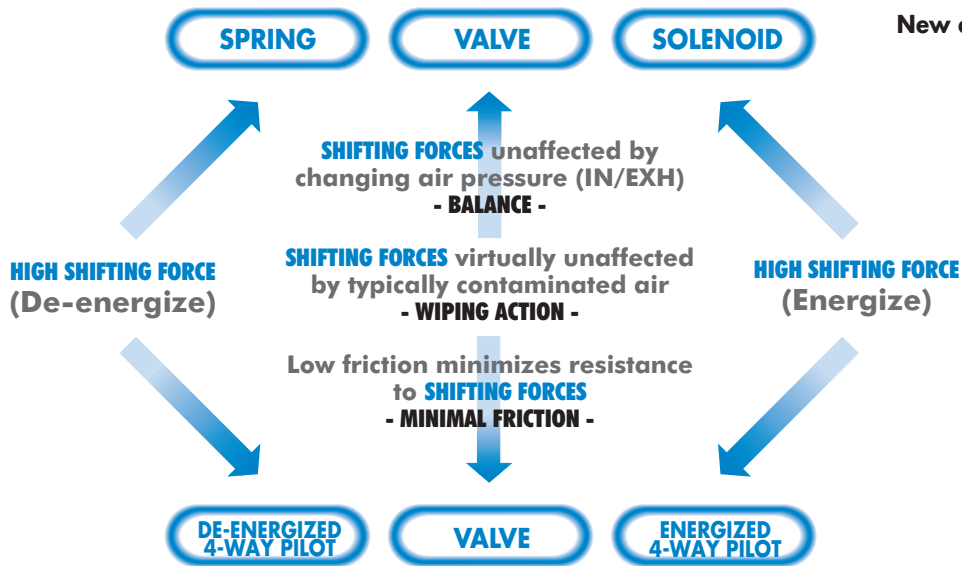 SPRING
VALVE
SOLENOID
New
SHIFTING FORCES unaffected by
changing air pressure (IN/EXH)
- BALANCE -
HIGH SHIFTING FORCE
(De-energize)
SHIFTING FORCES virtually unaffected
by typically contaminated air
- WIPING ACTION -
HIGH SHIFTING FORCE
(Energize)
Low friction minimizes resistance
to SHIFTING FORCES
- MINIMAL FRICTION -
DE-ENERGIZED
4-WAY PILOT
VALVE
ENERGIZED
4-WAY PILOT